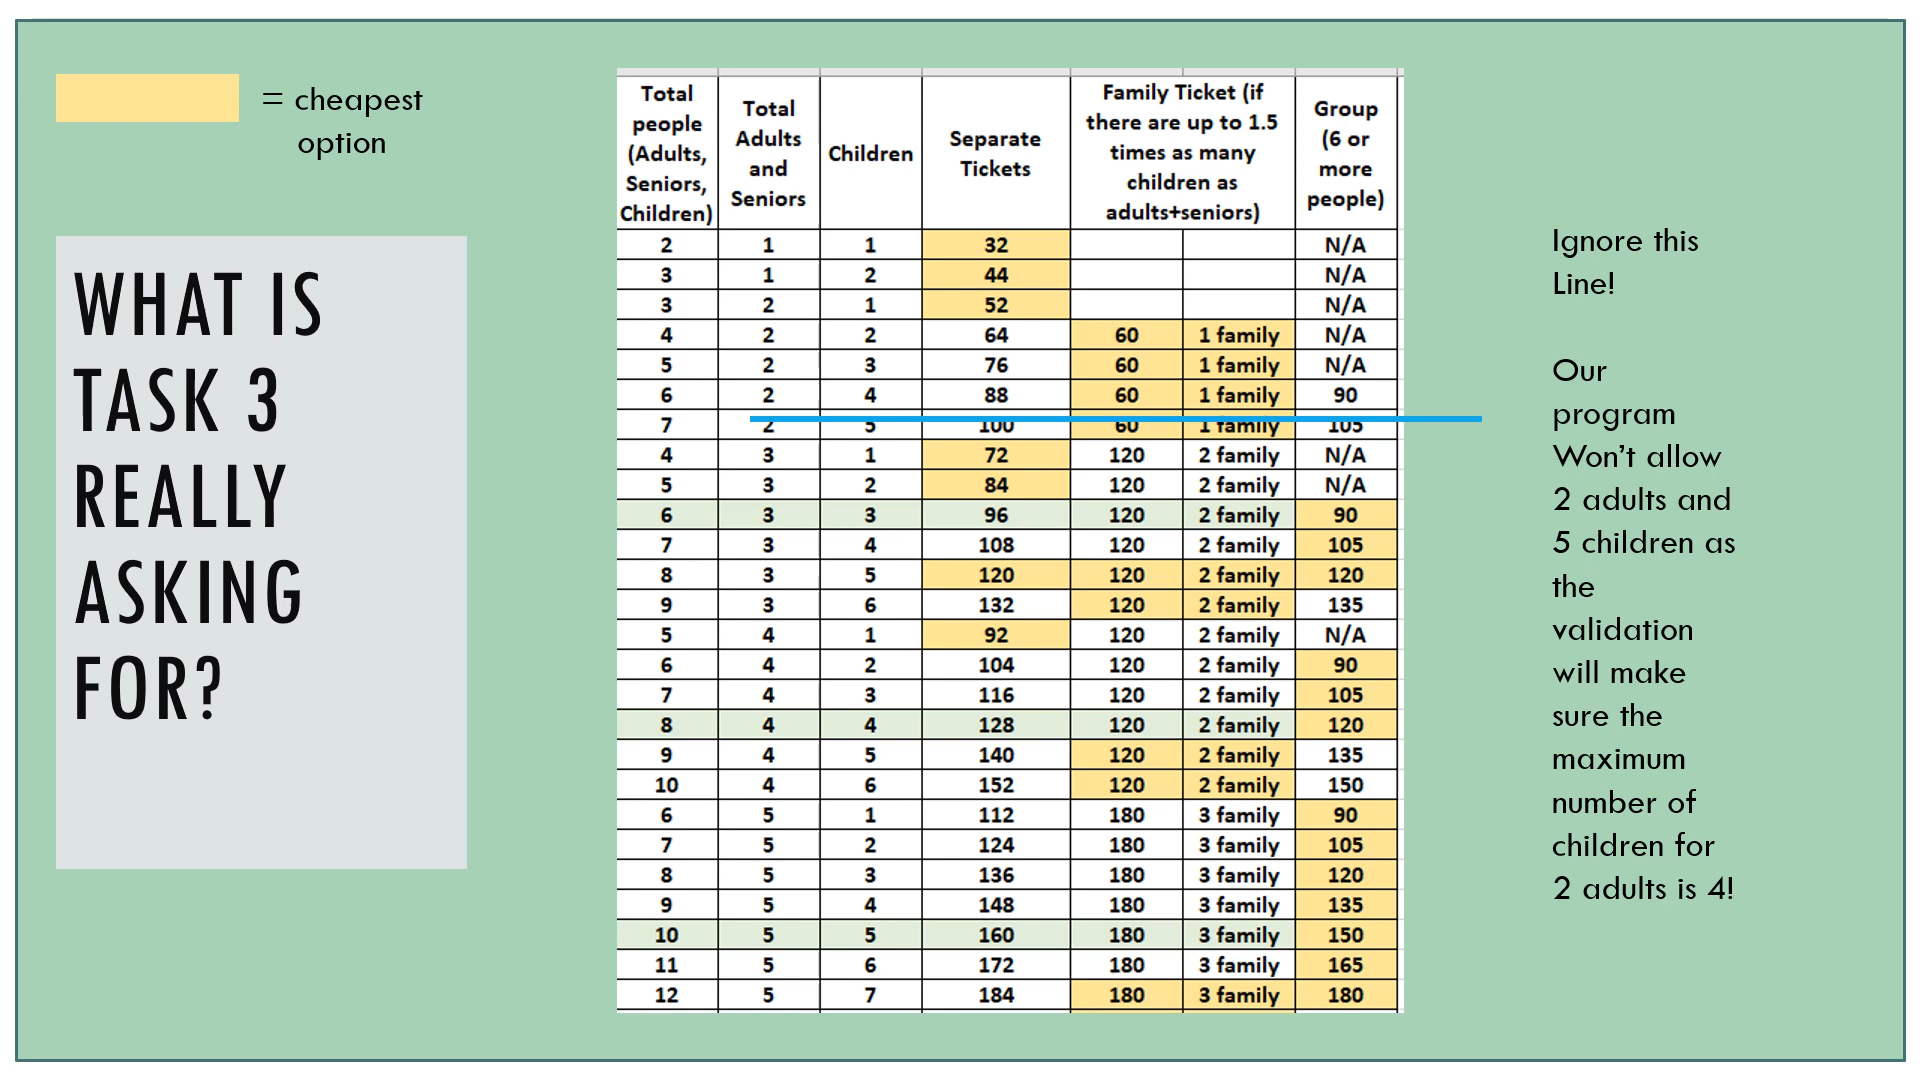 = cheapest
option
WHAT IS
TASK 3
REALLY
ASKING
FOR?
Total people (Adults, Seniors, Children) Total Adults and Seniors Children Separate Tickets Family Ticket (if there are up to 1.5 times as many children as adults+seniors) Group (6 or more people)
2 1 1 32 N/A
3 1 2 44 N/A
3 2 1 52 N/A
4 2 2 64 60 1 family N/A
5 2 3 76 60 1 family N/A
6 2 4 88 60 1 family 90
7 2 5 100 60 1 family 105
4 3 1 72 120 2 family N/A
5 3 2 84 120 2 family N/A
6 3 3 96 120 2 family 90
7 3 4 108 120 2 family 105
8 3 5 120 120 2 family 120
9 3 6 132 120 2 family 135
5 4 1 92 120 2 family N/A
6 4 2 104 120 2 family 90
7 4 3 116 120 2 family 105
8 4 4 128 120 2 family 120
9 4 5 140 120 2 family 135
10 4 6 152 120 2 family 150
6 5 1 112 180 3 family 90
7 5 2 124 180 3 family 105
8 5 3 136 180 3 family 120
9 5 4 148 180 3 family 135
10 5 5 160 180 3 family 150
11 5 6 172 180 3 family 165
12 5 7 184 180 3 family 180
Ignore this
Line!
Our
program
Won't allow
2 adults and
5 children as
the
validation
will make
sure the
maximum
number of
children for
2 adults is 4!